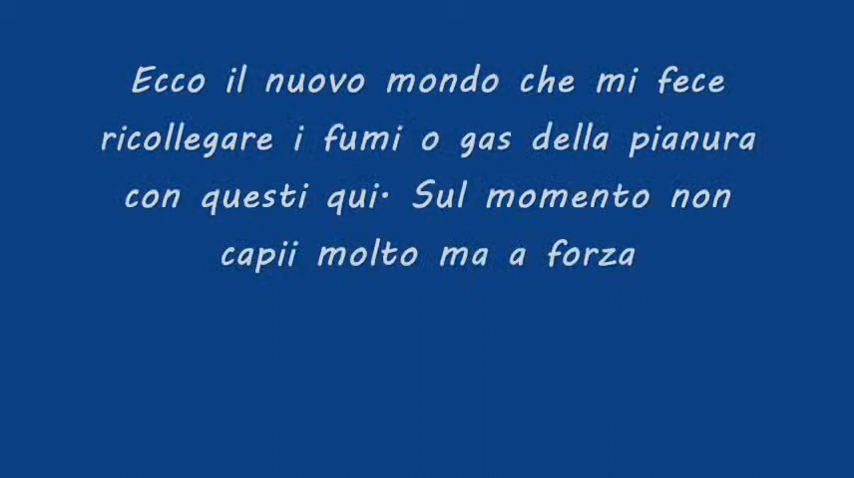 Ecco il nuovo mondo che mi fece
ricollegare i fumi o gas della pianura
con questi qui. Sul momento non
capii molto ma a forza